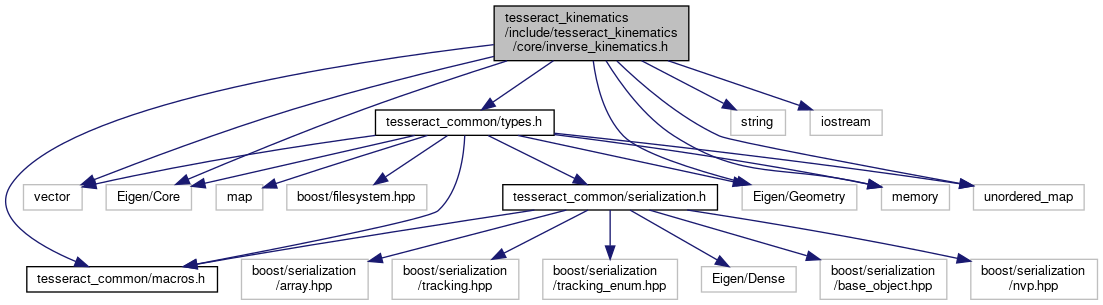 tesseract_kinematics
/include/tesseract_kinematics
/core/inverse_kinematics.h
tesseract_common/types.h
string
iostream
vector
Eigen/Core
map
boost/filesystem.hpp
tesseract_common/serialization.h
Eigen/Geometry
memory
unordered_map
tesseract_common/macros.h
boost/serialization
/array.hpp
boost/serialization
/tracking.hpp
boost/serialization
/tracking_enum.hpp
Eigen/Dense
boost/serialization
/base_object.hpp
boost/serialization
/nvp.hpp